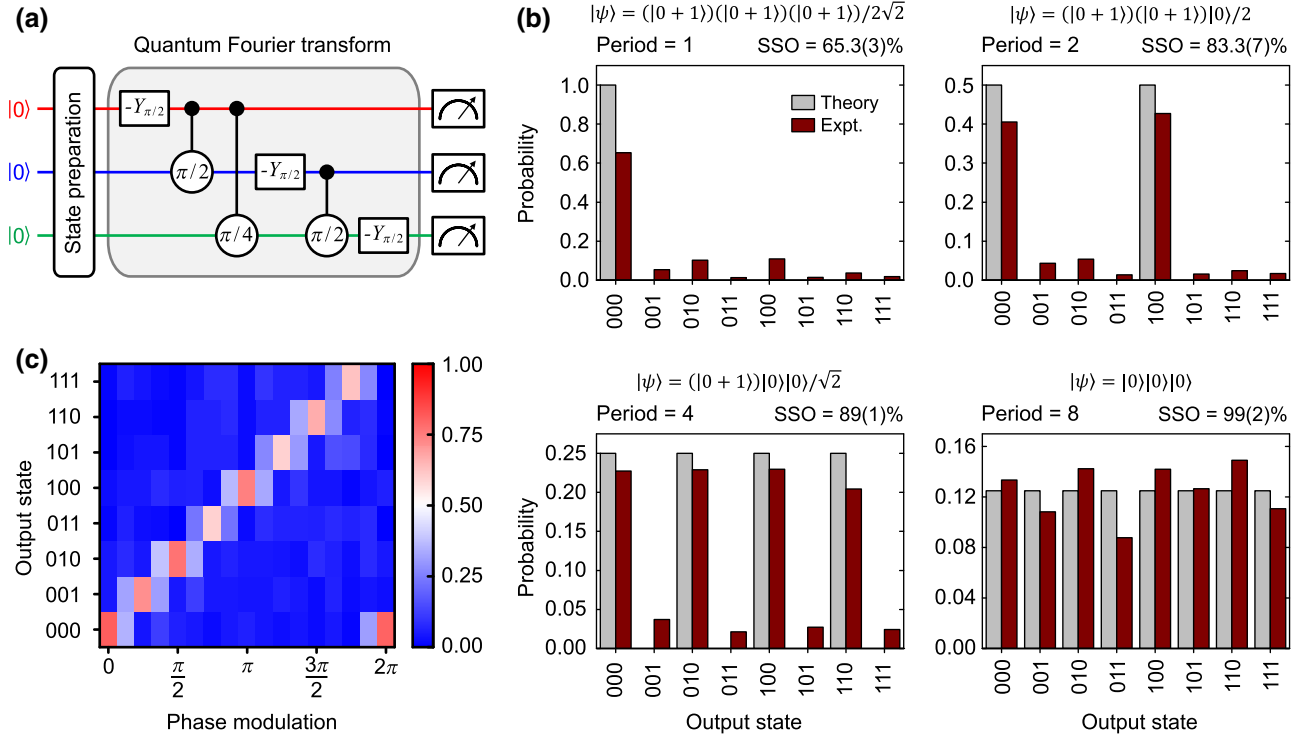 (a)
Quantum Fourier transform
|0⟩
|0⟩
|0⟩
State preparation
-Y_{π/2}
π/2
π/4
-Y_{π/2}
π/2
-Y_{π/2}
(b)
|ψ⟩ = (|0 + 1⟩)(|0 + 1⟩)(|0 + 1⟩)/2√2
Period = 1 SSO = 65.3(3)%
Theory
Expt.
Probability
1.0
0.8
0.6
0.4
0.2
0.0
000 001 010 011 100 101 110 111
|ψ⟩ = (|0 + 1⟩)(|0 + 1⟩)|0⟩/2
Period = 2 SSO = 83.3(7)%
0.5
0.4
0.3
0.2
0.1
0.0
000 001 010 011 100 101 110 111
(c)
Output state
111
110
101
100
011
010
001
000
0 π/2 π 3π/2 2π
Phase modulation
1.00
0.75
0.50
0.25
0.00
|ψ⟩ = (|0 + 1⟩)|0⟩|0⟩/√2
Period = 4 SSO = 89(1)%
Probability
0.25
0.20
0.15
0.10
0.05
0.00
000 001 010 011 100 101 110 111
Output state
|ψ⟩ = |0⟩|0⟩|0⟩
Period = 8 SSO = 99(2)%
0.16
0.12
0.08
0.04
0.00
000 001 010 011 100 101 110 111
Output state